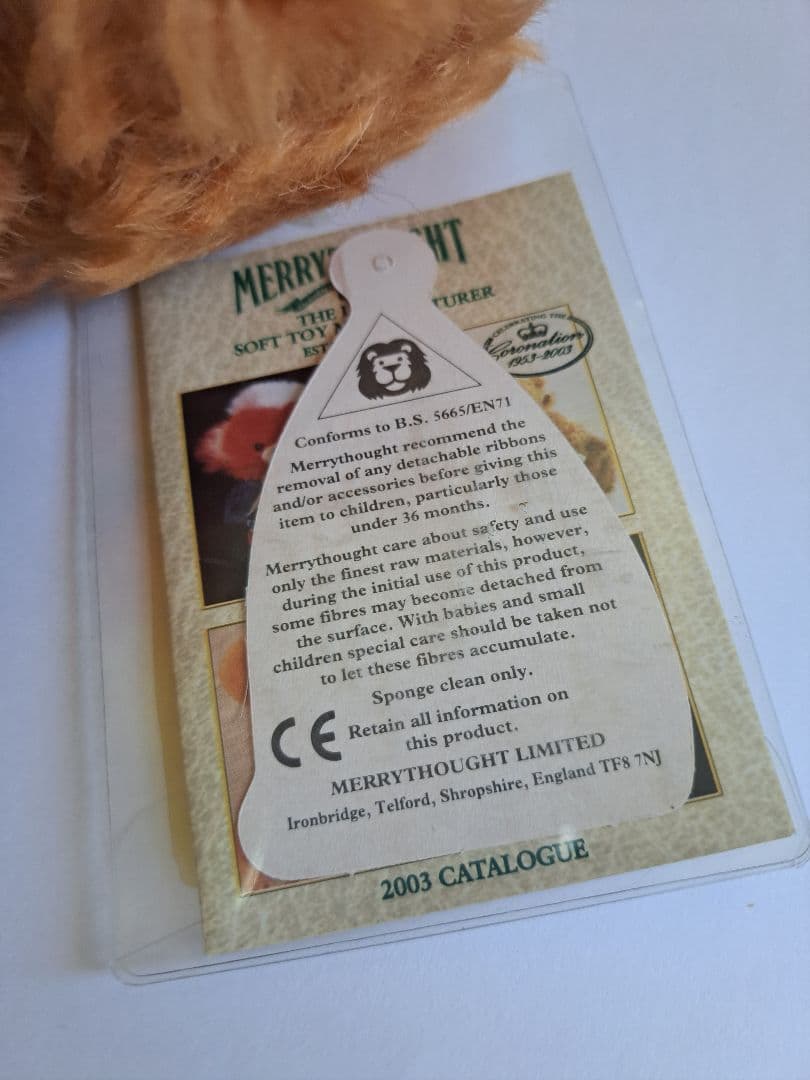 MERRY HT
THE TURER
SOFT TOY
EST
CELEBRATING THE
Coronation
1953-2003
Conforms to B.S. 5665/EN71
Merrythought recommend the
removal of any detachable ribbons
and/or accessories before giving this
item to children, particularly those
under 36 months.
Merrythought care about safety and use
only the finest raw materials, however,
during the initial use of this product,
some fibres may become detached from
the surface. With babies and small
children special care should be taken not
to let these fibres accumulate.
Sponge clean only.
CE Retain all information on
this product.
MERRYTHOUGHT LIMITED
Ironbridge, Telford, Shropshire, England TF8 7NJ
2003 CATALOGUE